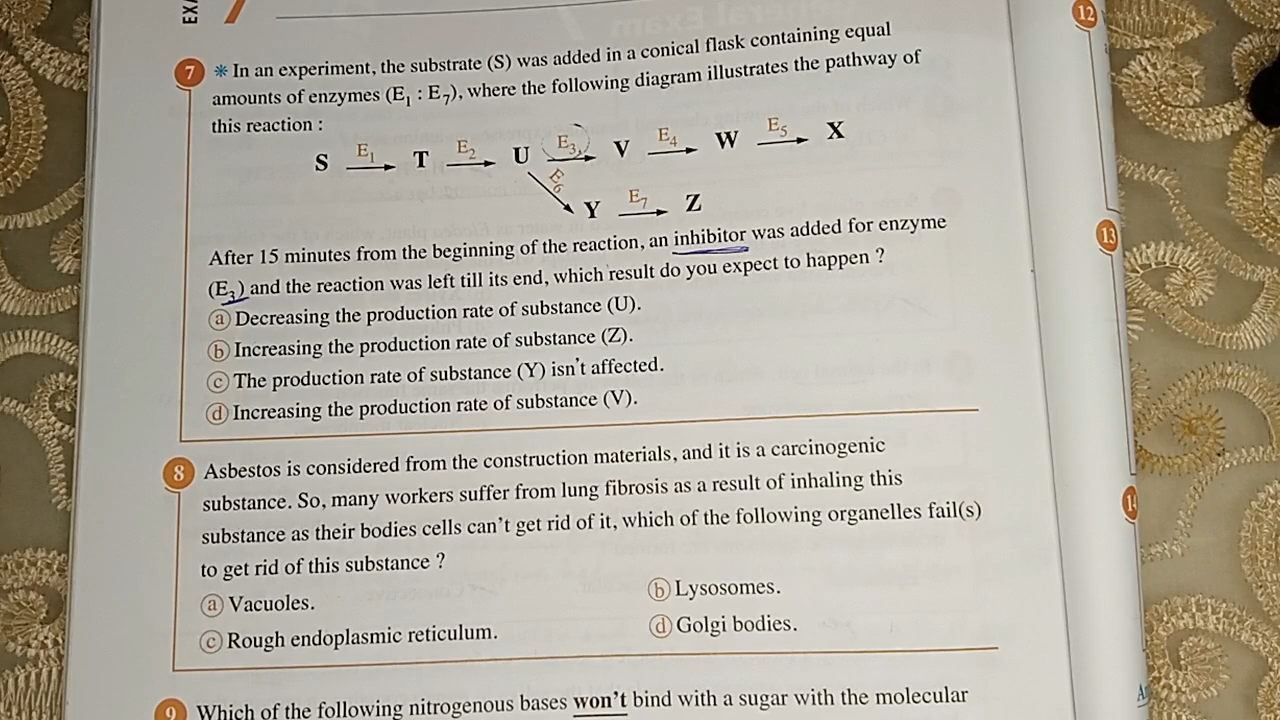 EX
7
12
7 * In an experiment, the substrate (S) was added in a conical flask containing equal
amounts of enzymes (E₁ : E₇), where the following diagram illustrates the pathway of
this reaction :
S E₁ T E₂ U E₃ V E₄ W E₅ X
E₆ Y E₇ Z
After 15 minutes from the beginning of the reaction, an inhibitor was added for enzyme
(E₃) and the reaction was left till its end, which result do you expect to happen ?
a Decreasing the production rate of substance (U).
b Increasing the production rate of substance (Z).
c The production rate of substance (Y) isn't affected.
d Increasing the production rate of substance (V).
13
8 Asbestos is considered from the construction materials, and it is a carcinogenic
substance. So, many workers suffer from lung fibrosis as a result of inhaling this
substance as their bodies cells can't get rid of it, which of the following organelles fail(s)
to get rid of this substance ?
a Vacuoles.
b Lysosomes.
c Rough endoplasmic reticulum.
d Golgi bodies.
9 Which of the following nitrogenous bases won't bind with a sugar with the molecular